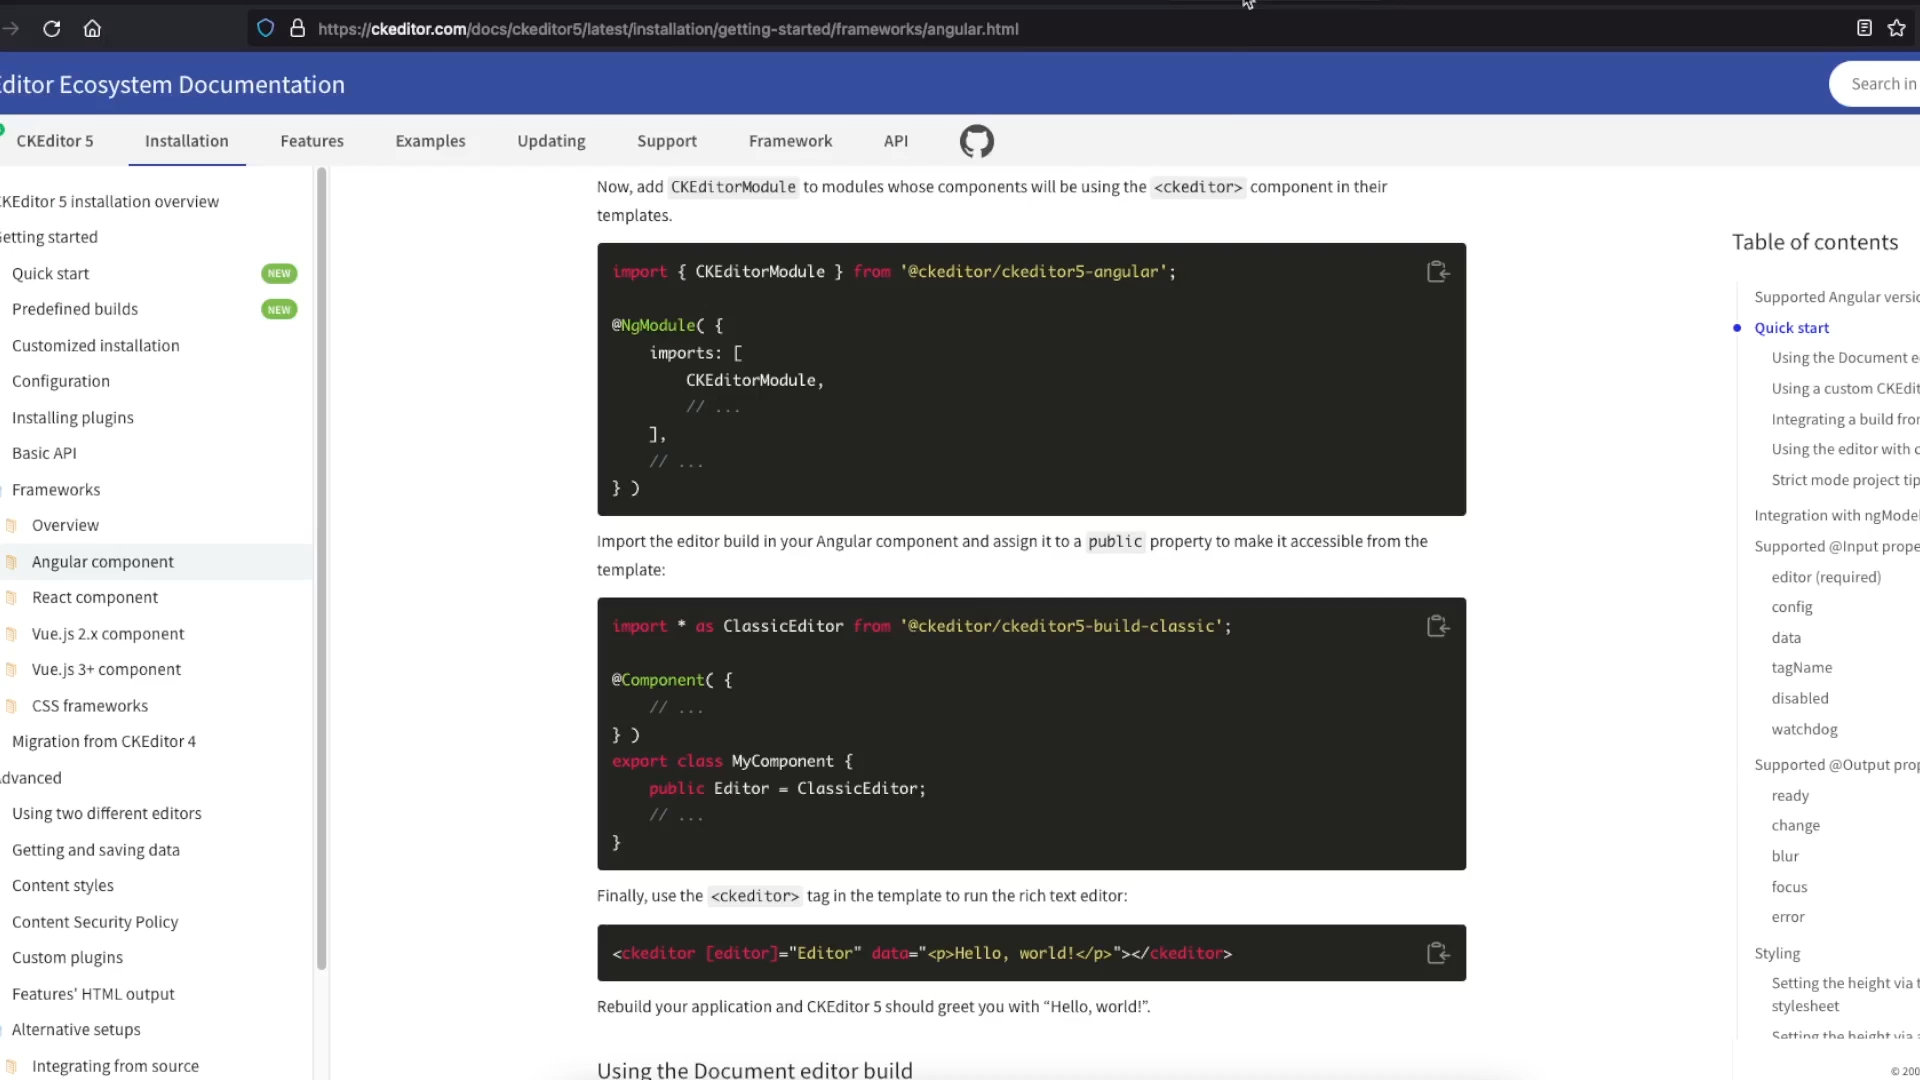 https://ckeditor.com/docs/ckeditor5/latest/installation/getting-started/frameworks/angular.html
ditor Ecosystem Documentation
Search in
CKEditor 5
Installation
Features
Examples
Updating
Support
Framework
API
KEditor 5 installation overview
etting started
Quick start
NEW
Predefined builds
NEW
Customized installation
Configuration
Installing plugins
Basic API
Frameworks
Overview
Angular component
React component
Vue.js 2.x component
Vue.js 3+ component
CSS frameworks
Migration from CKEditor 4
dvanced
Using two different editors
Getting and saving data
Content styles
Content Security Policy
Custom plugins
Features' HTML output
Alternative setups
Integrating from source
Now, add CKEditorModule to modules whose components will be using the <ckeditor> component in their
templates.
import { CKEditorModule } from '@ckeditor/ckeditor5-angular';
@NgModule( {
imports: [
CKEditorModule,
// ...
],
// ...
} )
Import the editor build in your Angular component and assign it to a public property to make it accessible from the
template:
import * as ClassicEditor from '@ckeditor/ckeditor5-build-classic';
@Component( {
// ...
} )
export class MyComponent {
public Editor = ClassicEditor;
// ...
}
Finally, use the <ckeditor> tag in the template to run the rich text editor:
<ckeditor [editor]="Editor" data="<p>Hello, world!</p>"></ckeditor>
Rebuild your application and CKEditor 5 should greet you with “Hello, world!”.
Using the Document editor build
Table of contents
Supported Angular versio
Quick start
Using the Document e
Using a custom CKEdit
Integrating a build fro
Using the editor with c
Strict mode project tip
Integration with ngModel
Supported @Input prope
editor (required)
config
data
tagName
disabled
watchdog
Supported @Output prop
ready
change
blur
focus
error
Styling
Setting the height via t
stylesheet
Setting the height via a
© 200